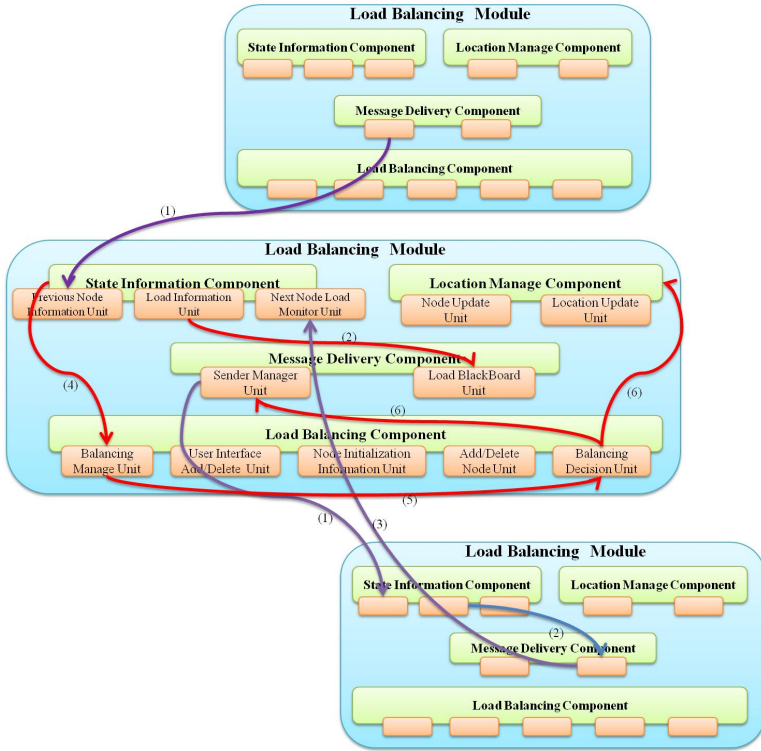 Load Balancing Module
State Information Component
Location Manage Component
Message Delivery Component
Load Balancing Component
(1)
Load Balancing Module
State Information Component
Location Manage Component
Previous Node
Information Unit
Load Information
Unit
Next Node Load
Monitor Unit
Node Update
Unit
Location Update
Unit
(2)
Message Delivery Component
Sender Manager
Unit
Load BlackBoard
Unit
(4)
(6)
(6)
Load Balancing Component
Balancing
Manage Unit
User Interface
Add/Delete Unit
Node Initialization
Information Unit
Add/Delete
Node Unit
Balancing
Decision Unit
(5)
(1)
(3)
Load Balancing Module
State Information Component
Location Manage Component
(2)
Message Delivery Component
Load Balancing Component